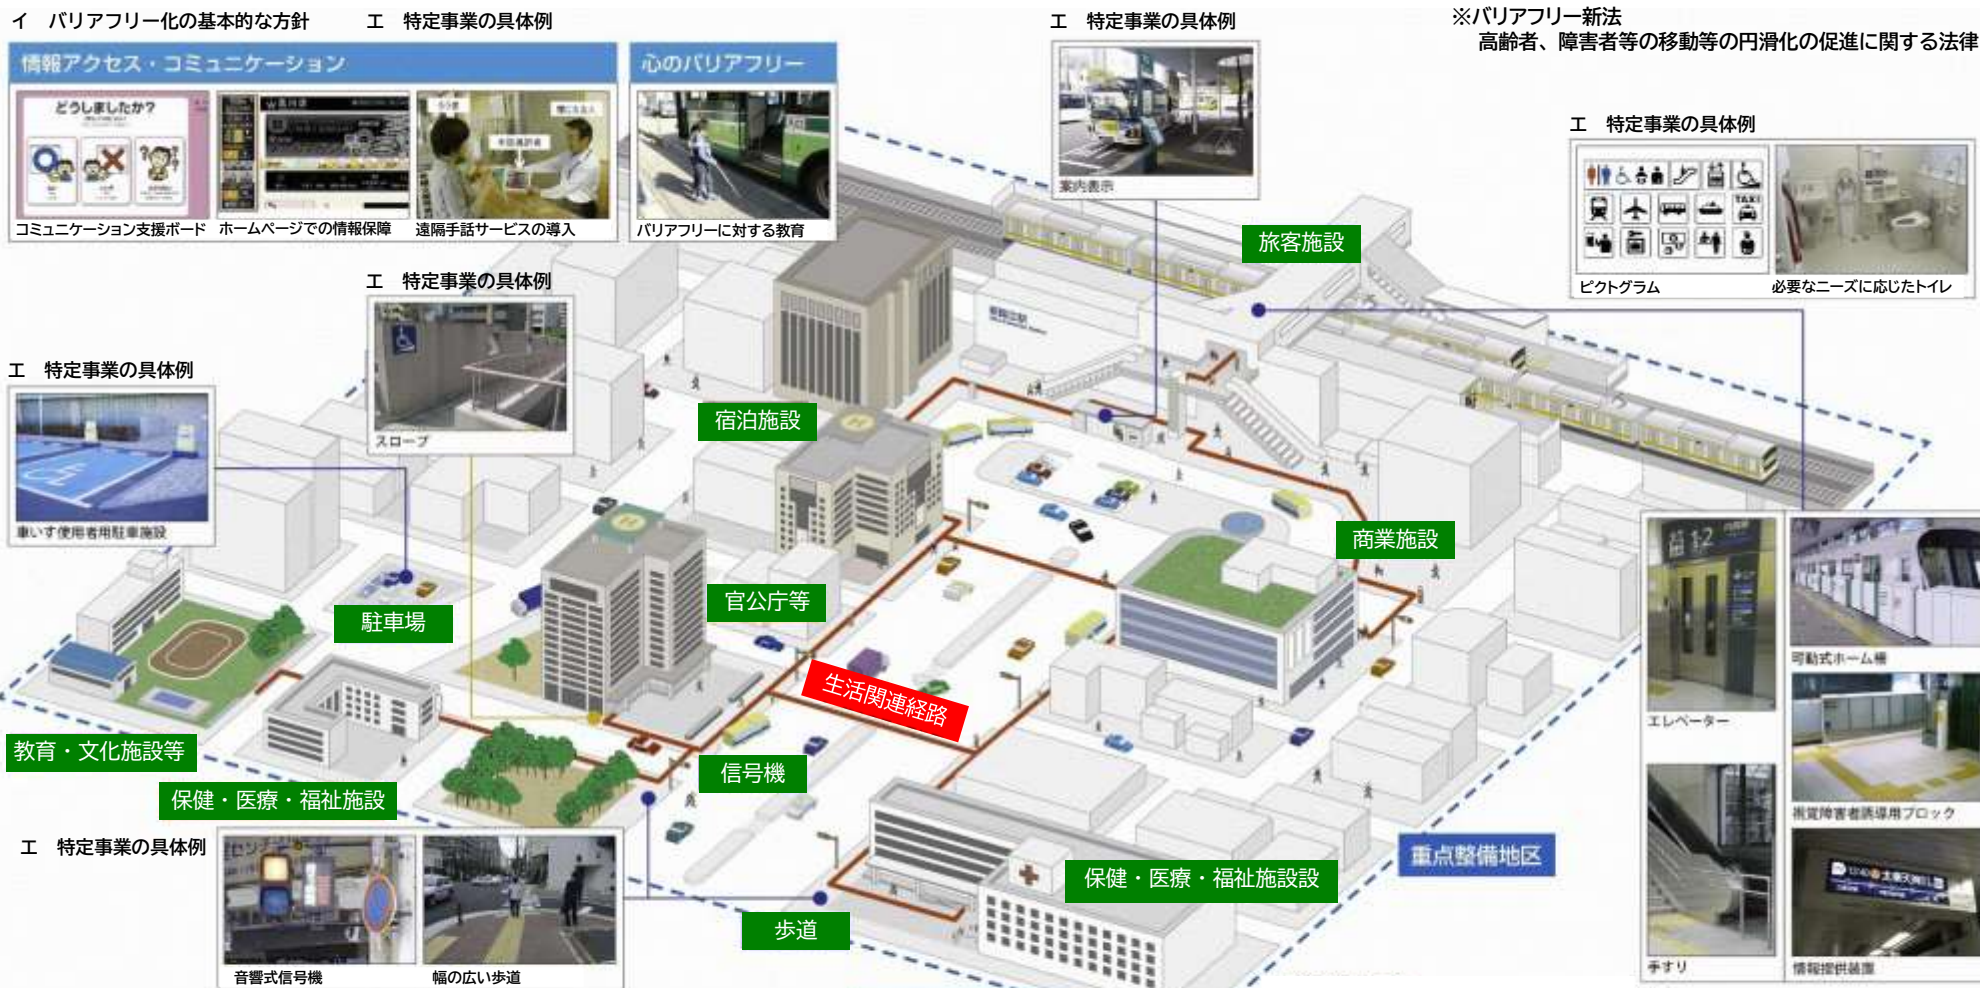 イ　バリアフリー化の基本的な方針
エ　特定事業の具体例
情報アクセス・コミュニケーション
どうしましたか?
コミュニケーション支援ボード
ホームページでの情報保障
遠隔手話サービスの導入
心のバリアフリー
バリアフリーに対する教育
エ　特定事業の具体例
案内表示
※バリアフリー新法
高齢者、障害者等の移動等の円滑化の促進に関する法律
エ　特定事業の具体例
TAXI
ピクトグラム
必要なニーズに応じたトイレ
エ　特定事業の具体例
スロープ
エ　特定事業の具体例
車いす使用者用駐車施設
旅客施設
宿泊施設
商業施設
官公庁等
駐車場
生活関連経路
教育・文化施設等
保健・医療・福祉施設
信号機
エ　特定事業の具体例
音響式信号機
幅の広い歩道
歩道
保健・医療・福祉施設設
重点整備地区
エレベーター
可動式ホーム柵
視覚障害者誘導用ブロック
手すり
情報提供装置